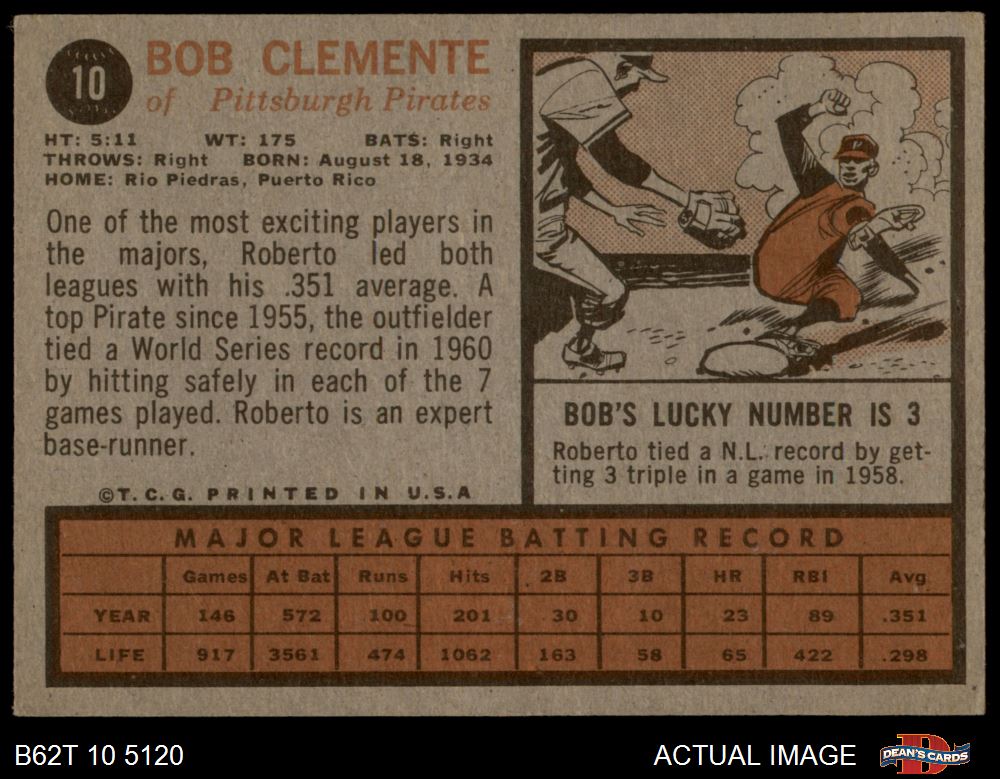 10
BOB CLEMENTE
of Pittsburgh Pirates
HT: 5:11 WT: 175 BATS: Right
THROWS: Right BORN: August 18, 1934
HOME: Rio Piedras, Puerto Rico
One of the most exciting players in
the majors, Roberto led both
leagues with his .351 average. A
top Pirate since 1955, the outfielder
tied a World Series record in 1960
by hitting safely in each of the 7
games played. Roberto is an expert
base-runner.
©T. C. G. PRINTED IN U.S.A
P
BOB'S LUCKY NUMBER IS 3
Roberto tied a N.L. record by get-
ting 3 triple in a game in 1958.
MAJOR LEAGUE BATTING RECORD
Games At Bat Runs Hits 2B 3B HR RBI Avg
YEAR 146 572 100 201 30 10 23 89 .351
LIFE 917 3561 474 1062 163 58 65 422 .298
B62T 10 5120
ACTUAL IMAGE
D
DEAN'S CARDS